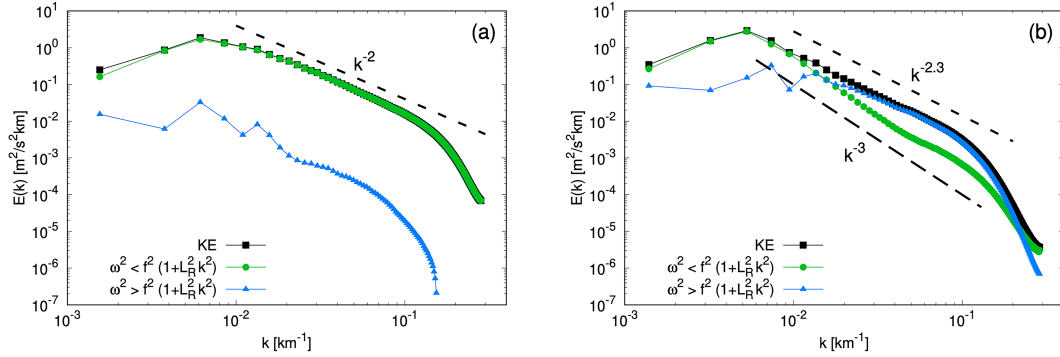 (a)
10^1
10^0
10^-1
10^-2
10^-3
10^-4
10^-5
10^-6
10^-7
E(k) [m^2/s^2km]
k^-2
KE
ω^2 < f^2 (1+L_R^2 k^2)
ω^2 > f^2 (1+L_R^2 k^2)
10^-3
10^-2
10^-1
k [km^-1]
(b)
10^1
10^0
10^-1
10^-2
10^-3
10^-4
10^-5
10^-6
10^-7
E(k) [m^2/s^2km]
k^-2.3
k^-3
KE
ω^2 < f^2 (1+L_R^2 k^2)
ω^2 > f^2 (1+L_R^2 k^2)
10^-3
10^-2
10^-1
k [km^-1]